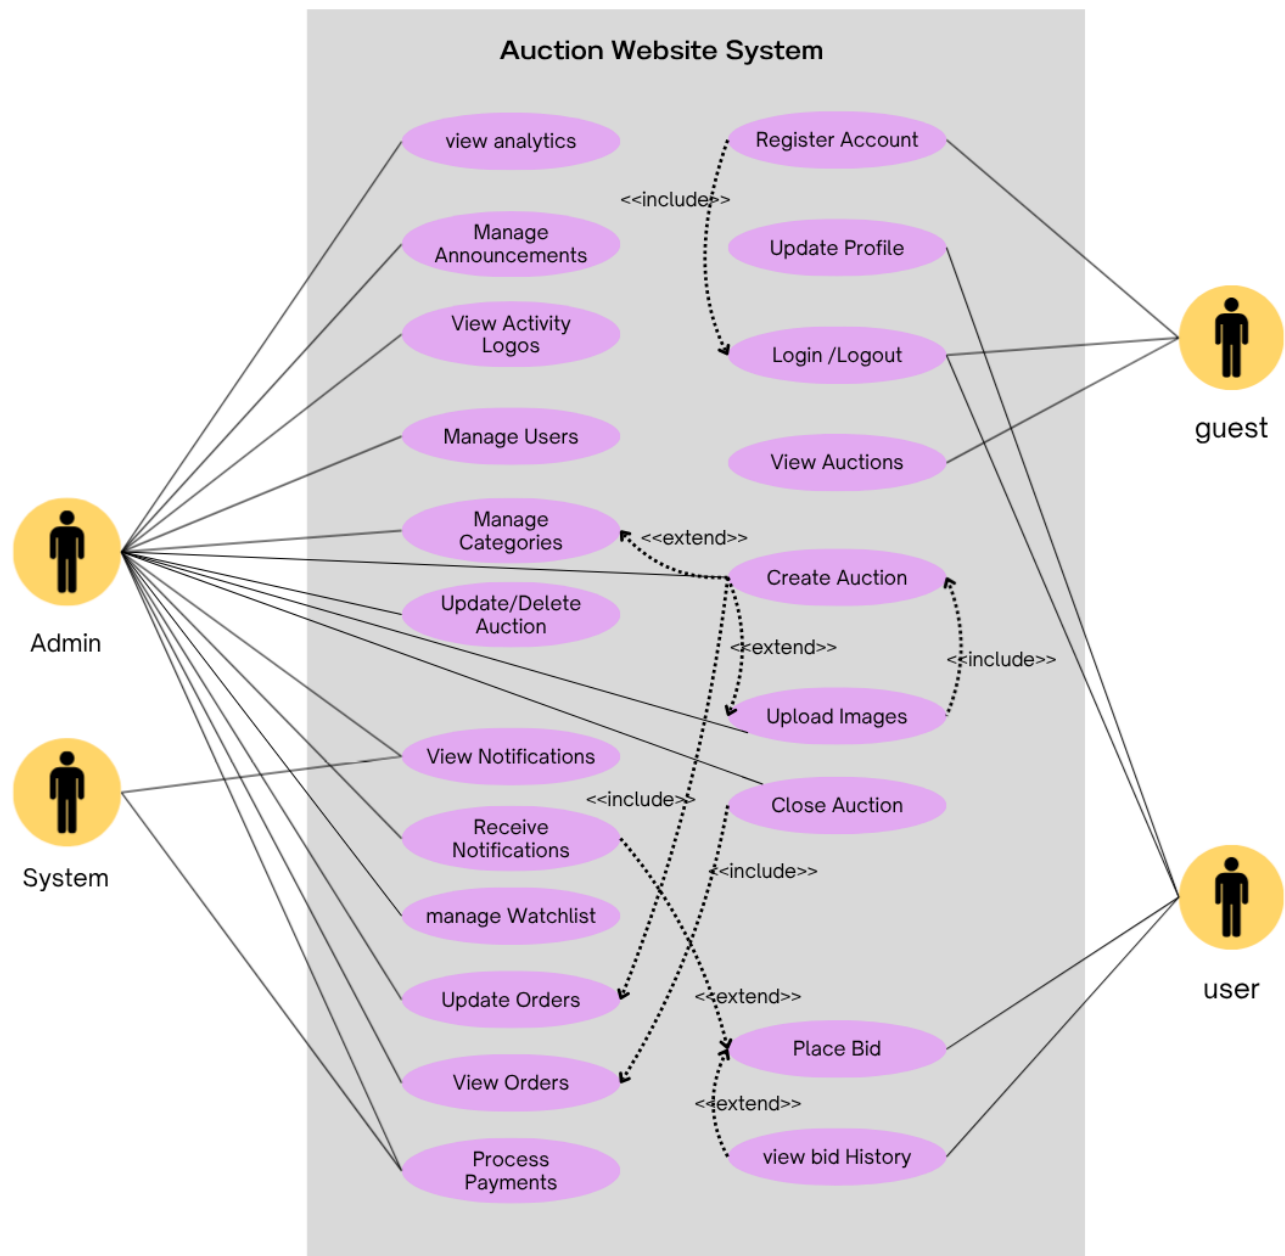 Auction Website System
view analytics
Register Account
<<include>>
Manage
Announcements
Update Profile
View Activity
Logos
Login /Logout
guest
Manage Users
View Auctions
Manage
Categories
<<extend>>
Create Auction
Admin
Update/Delete
Auction
<<extend>>
<<include>>
Upload Images
View Notifications
<<include>>
Close Auction
System
Receive
Notifications
<<include>>
manage Watchlist
Update Orders
<<extend>>
user
Place Bid
View Orders
<<extend>>
Process
Payments
view bid History